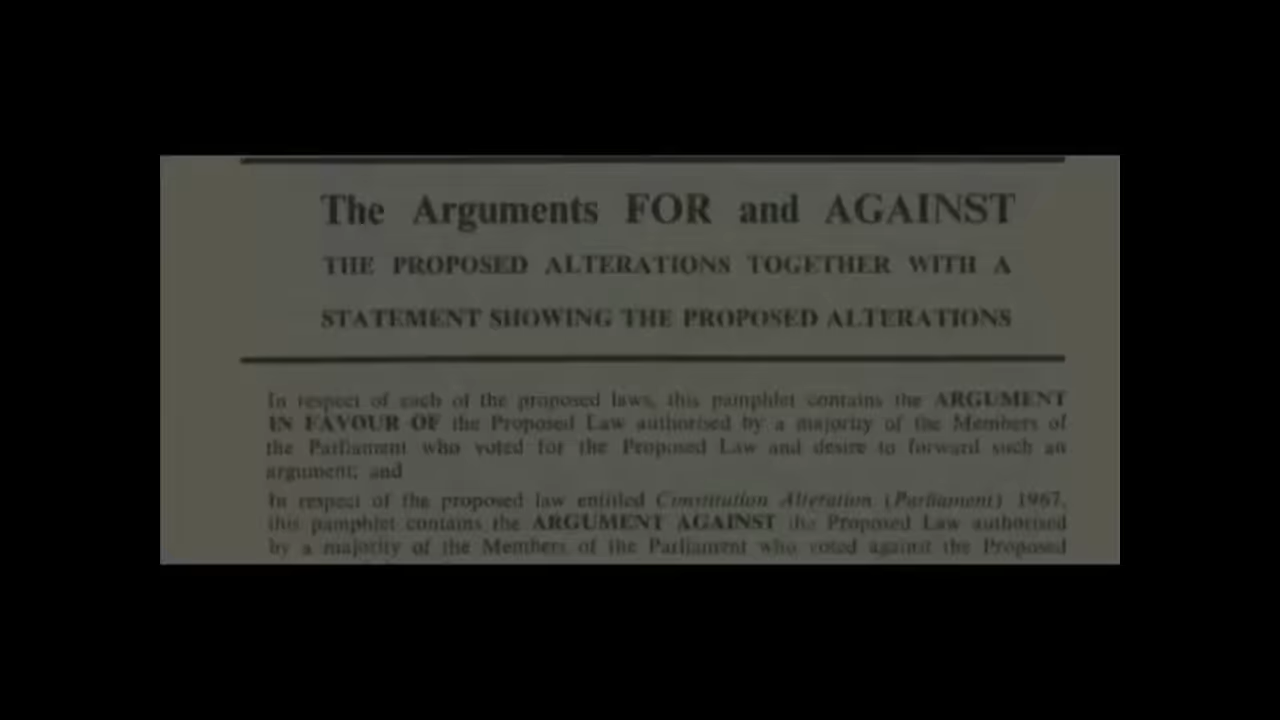 The Arguments FOR and AGAINST
THE PROPOSED ALTERATIONS TOGETHER WITH A
STATEMENT SHOWING THE PROPOSED ALTERATIONS
In respect of each of the proposed laws, this pamphlet contains the ARGUMENT
IN FAVOUR OF the Proposed Law authorised by a majority of the Members of
the Parliament who voted for the Proposed Law and desire to forward such an
argument; and
In respect of the proposed law entitled Constitution Alteration (Parliament) 1967,
this pamphlet contains the ARGUMENT AGAINST the Proposed Law authorised
by a majority of the Members of the Parliament who voted against the Proposed